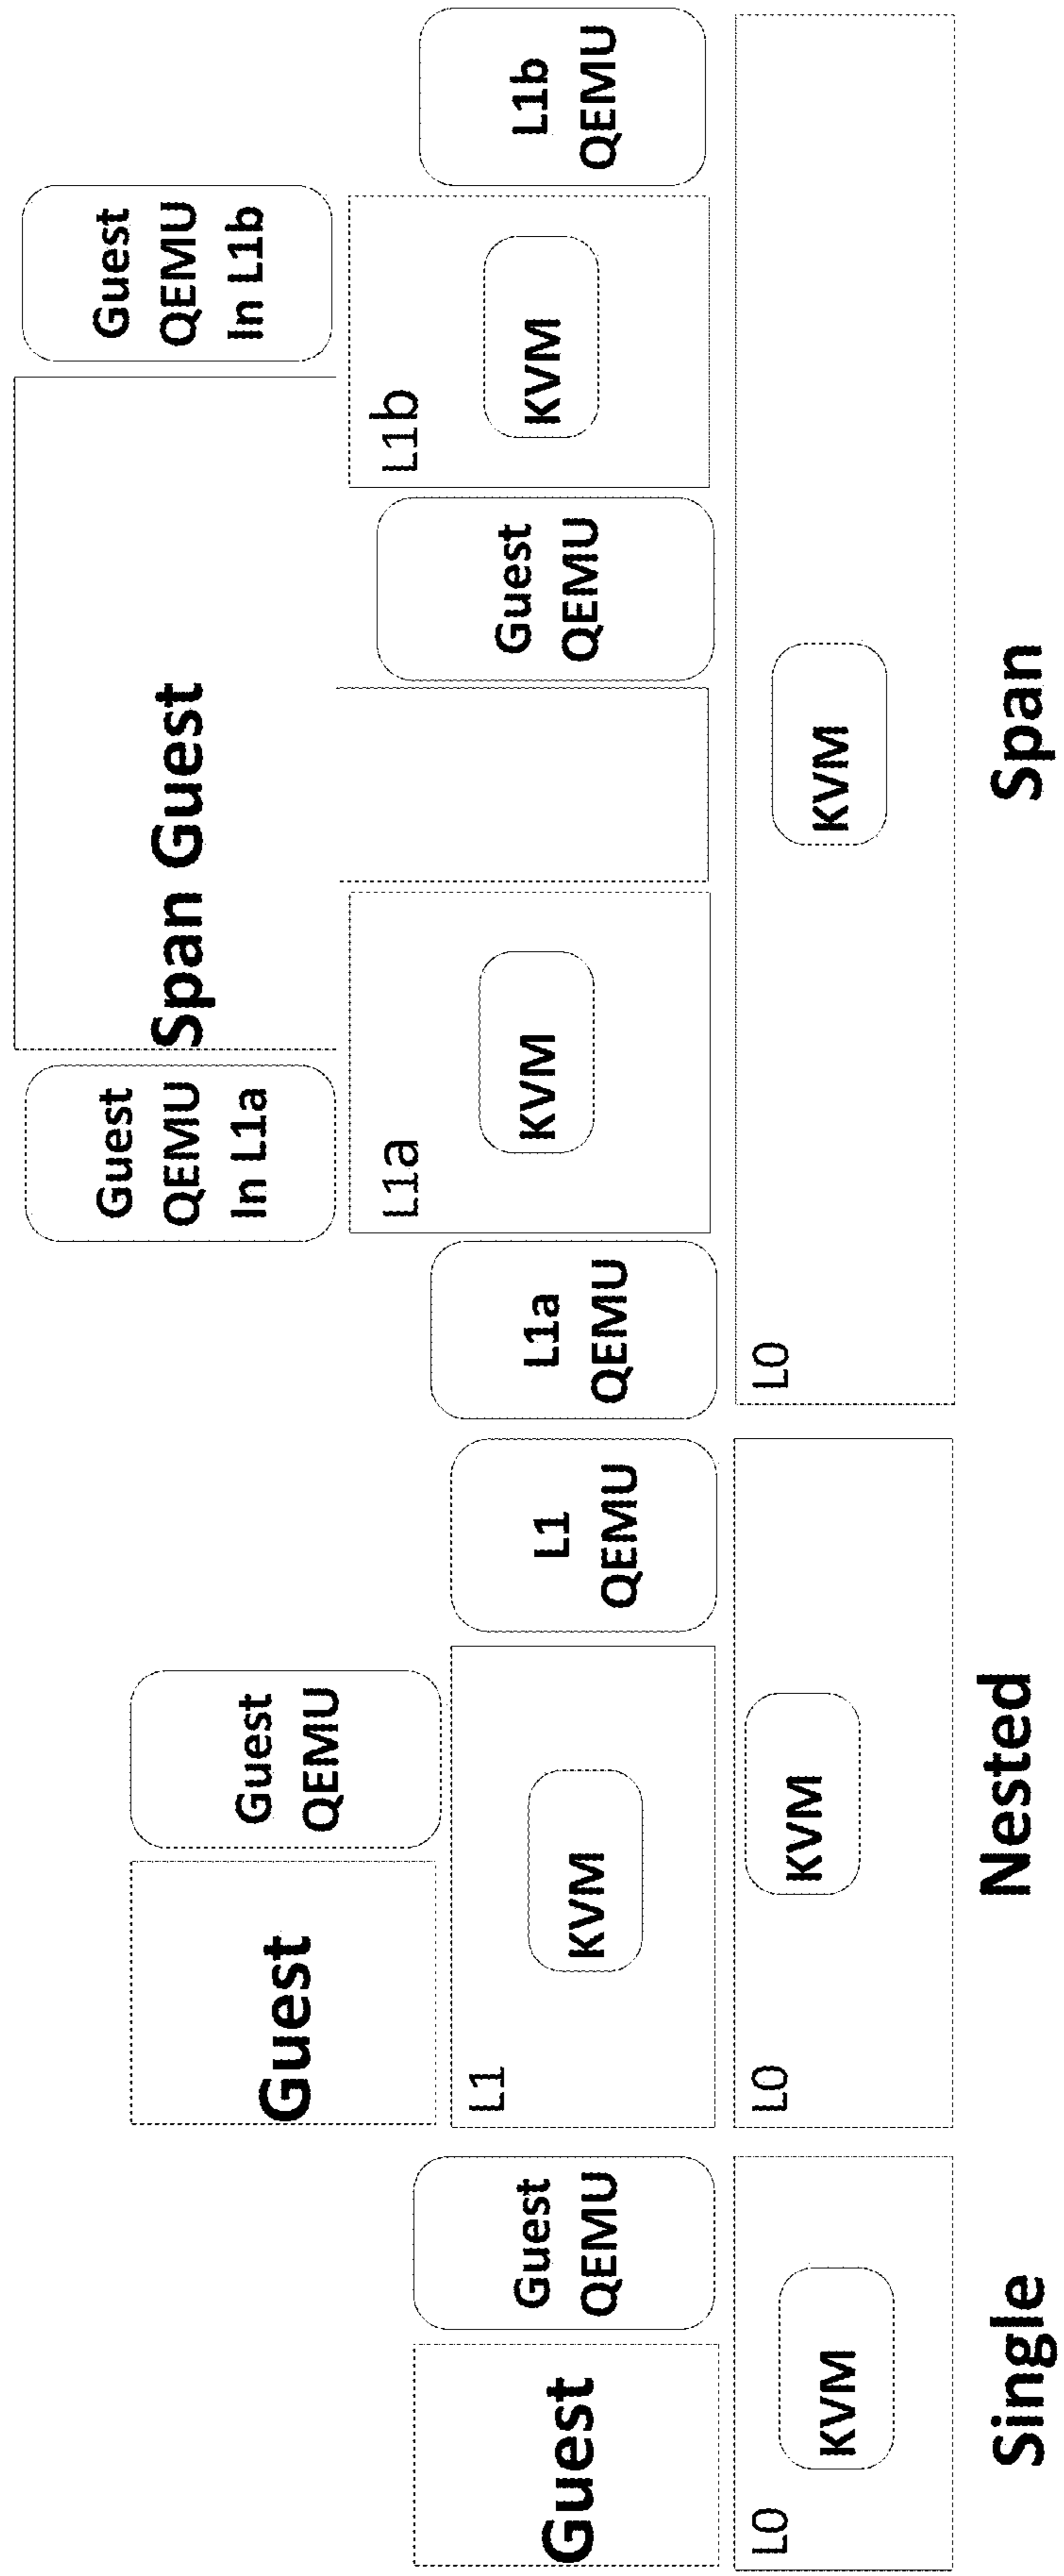 Guest
Guest
QEMU
L0
KVM
Single
Guest
Guest
QEMU
L1
KVM
L1
QEMU
L0
KVM
Nested
Guest
QEMU
In L1a
Span Guest
Guest
QEMU
In L1b
L1a
QEMU
L1a
KVM
Guest
QEMU
L1b
KVM
L1b
QEMU
L0
KVM
Span